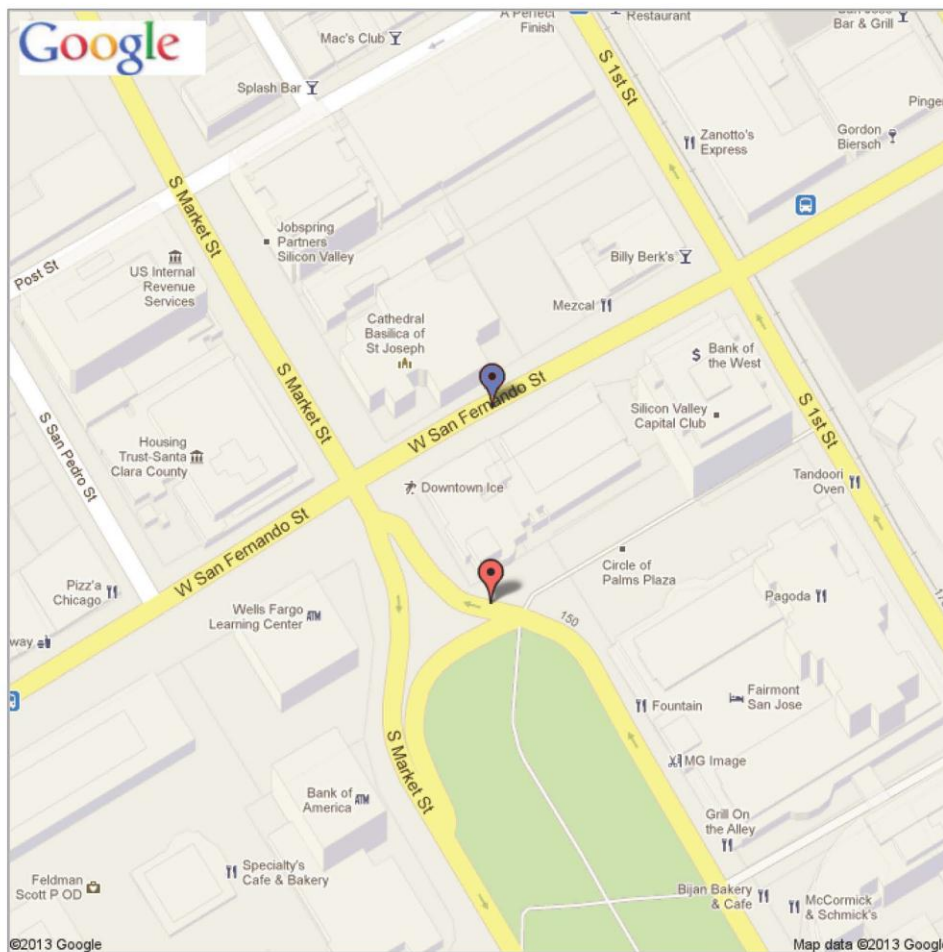 Google
Mac's Club
A Perfect
Finish
Restaurant
Bar & Grill
Splash Bar
S 1st St
Zanotto's
Express
Gordon
Biersch
S Market St
Jobspring
Partners
Silicon Valley
Post St
US Internal
Revenue
Services
Billy Berk's
Mezcal
Cathedral
Basilica of
St Joseph
Bank of
the West
S Market St
W San Fernando St
Silicon Valley
Capital Club
S 1st St
S San Pedro St
Housing
Trust-Santa
Clara County
Downtown Ice
Tandoori
Oven
W San Fernando St
Circle of
Palms Plaza
Pizz'a
Chicago
Wells Fargo
Learning Center
ATM
150
Pagoda
way
Fountain
Fairmont
San Jose
S Market St
MG Image
Bank of
America
ATM
Grill On
the Alley
Specialty's
Cafe & Bakery
Feldman
Scott P OD
Bijan Bakery
& Cafe
McCormick
& Schmick's
©2013 Google
Map data ©2013 Google